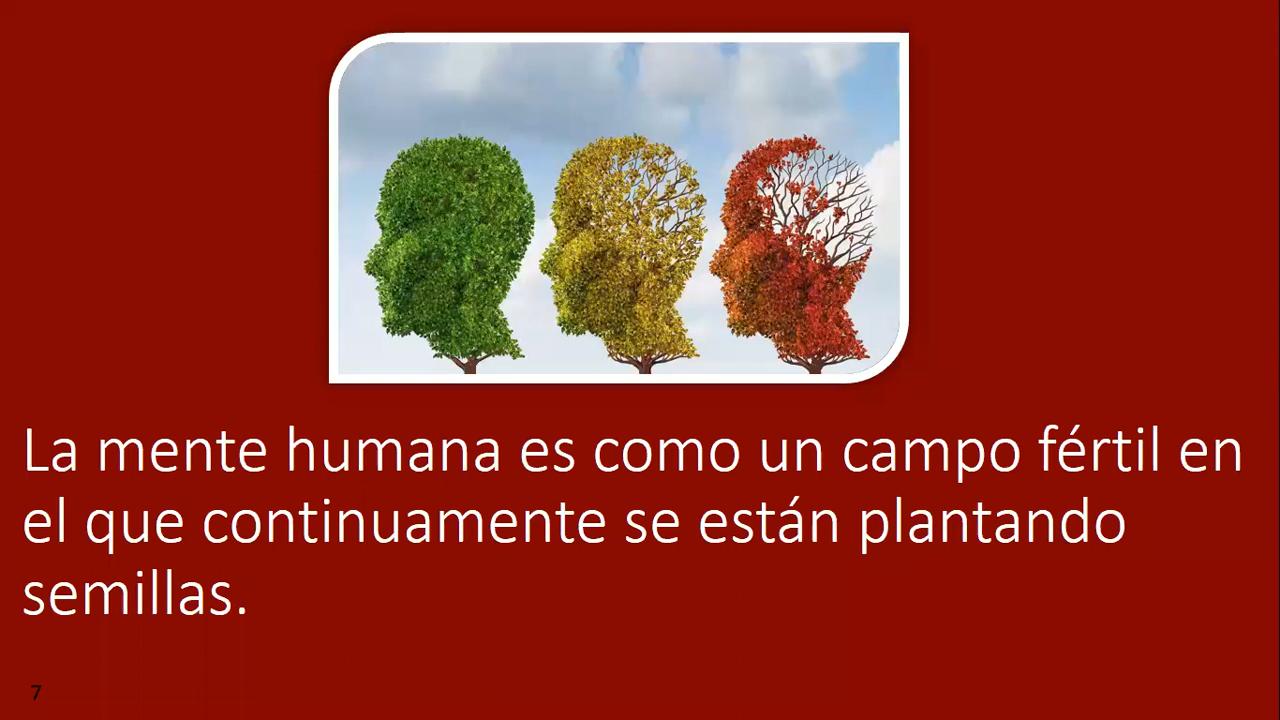 La mente humana es como un campo fértil en
el que continuamente se están plantando
semillas.
7